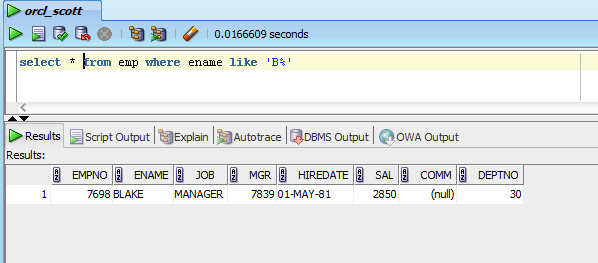 orcl_scott
0.0166609 seconds
select * from emp where ename like 'B%'
Results Script Output Explain Autotrace DBMS Output OWA Output
Results:
EMPNO ENAME JOB MGR HIREDATE SAL COMM DEPTNO
1 7698 BLAKE MANAGER 7839 01-MAY-81 2850 (null) 30